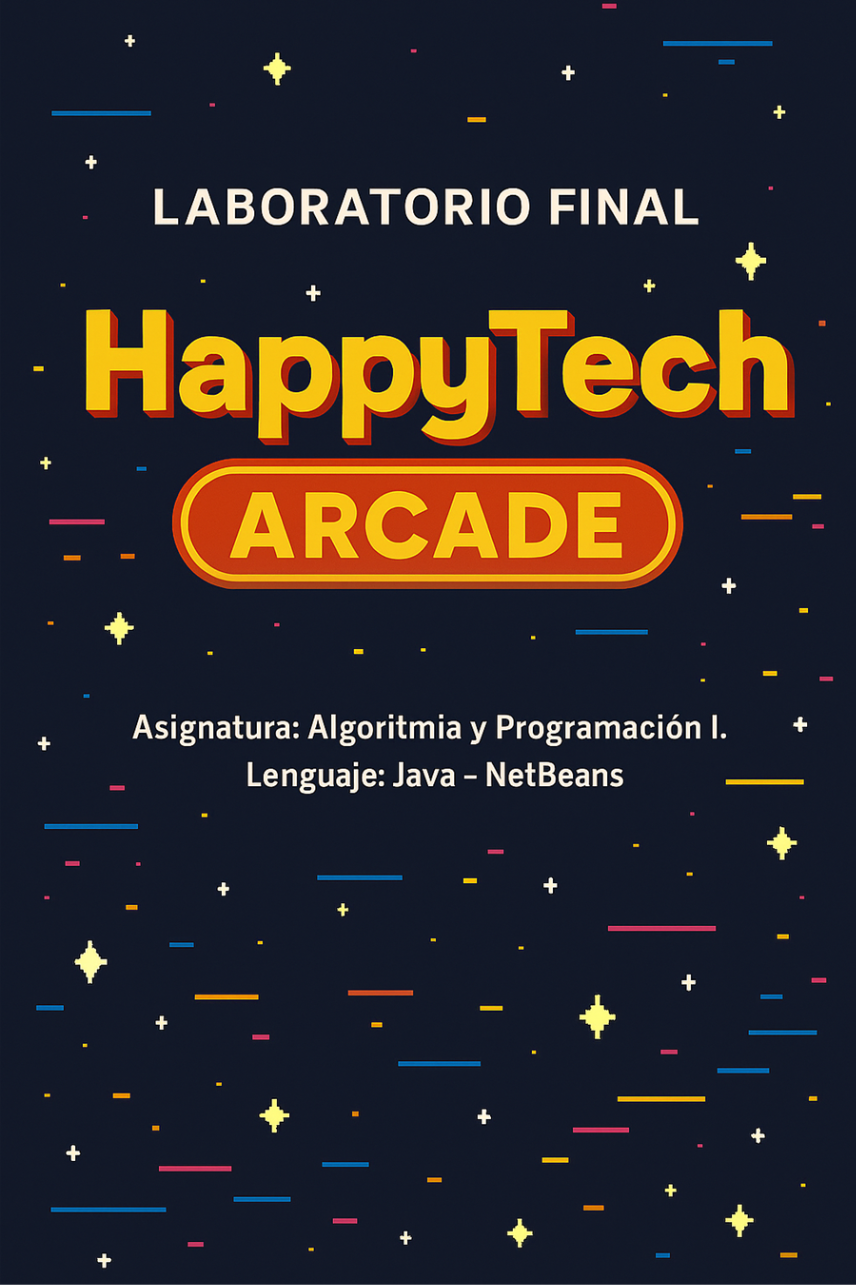 LABORATORIO FINAL
HappyTech
ARCADE
Asignatura: Algoritmia y Programación I.
Lenguaje: Java – NetBeans